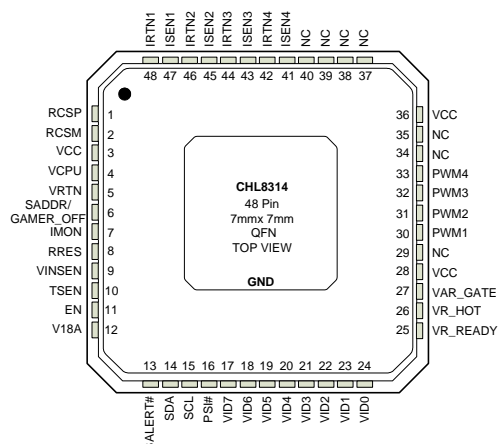 IRTN1
ISEN1
IRTN2
ISEN2
IRTN3
ISEN3
IRTN4
ISEN4
NC
NC
NC
NC
48 47 46 45 44 43 42 41 40 39 38 37
RCSP 1
RCSM 2
VCC 3
VCPU 4
VRTN 5
SADDR/
GAMER_OFF 6
IMON 7
RRES 8
VINSEN 9
TSEN 10
EN 11
V18A 12
CHL8314
48 Pin
7mmx 7mm
QFN
TOP VIEW
GND
36 VCC
35 NC
34 NC
33 PWM4
32 PWM3
31 PWM2
30 PWM1
29 NC
28 VCC
27 VAR_GATE
26 VR_HOT
25 VR_READY
13 14 15 16 17 18 19 20 21 22 23 24
SDA
SCL
PSI#
VID7
VID6
VID5
VID4
VID3
VID2
VID1
VID0